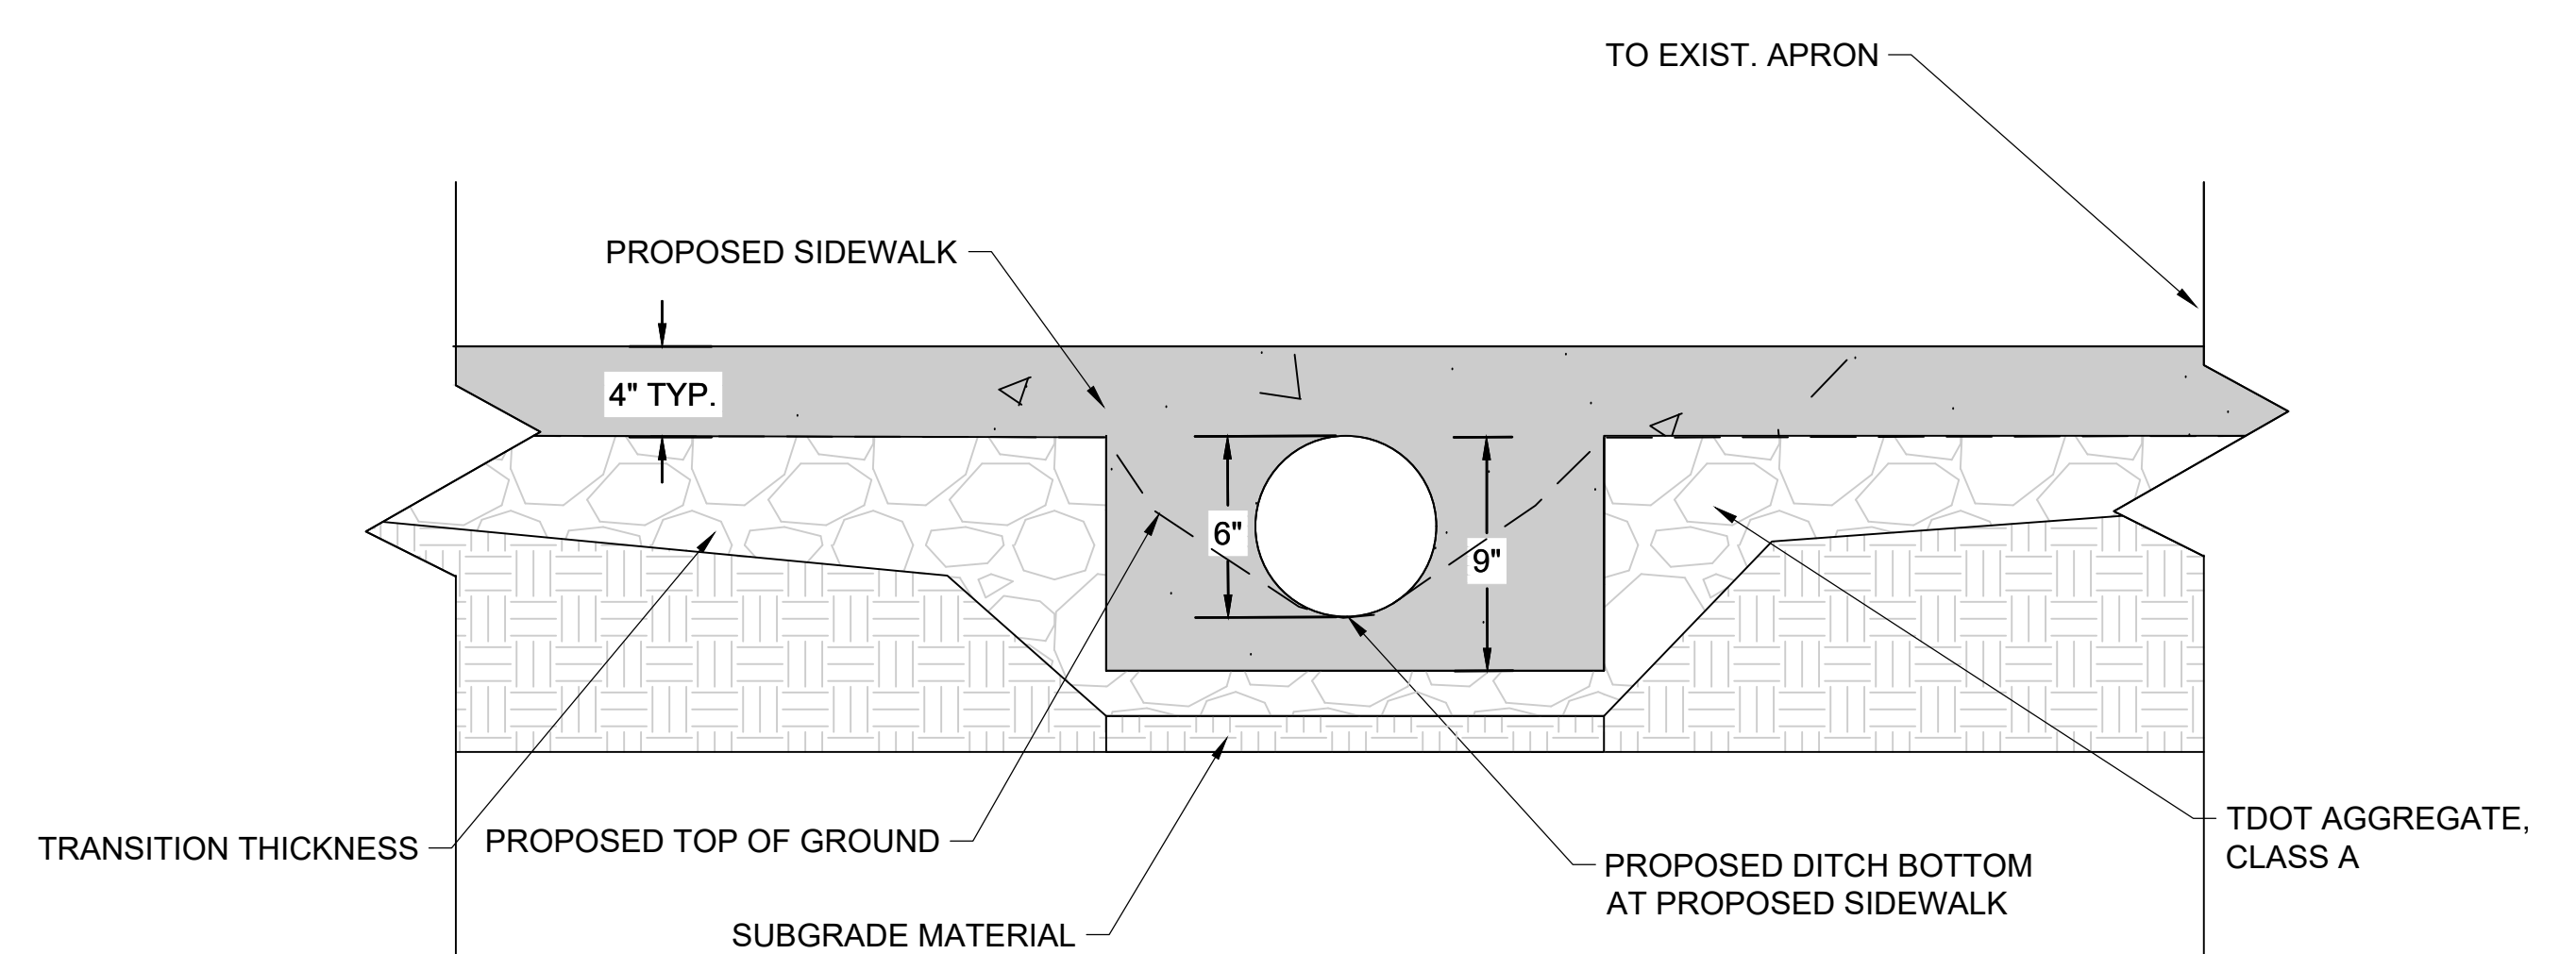 TO EXIST. APRON
PROPOSED SIDEWALK
4" TYP.
6"
9"
TRANSITION THICKNESS
PROPOSED TOP OF GROUND
TDOT AGGREGATE,
CLASS A
PROPOSED DITCH BOTTOM
AT PROPOSED SIDEWALK
SUBGRADE MATERIAL